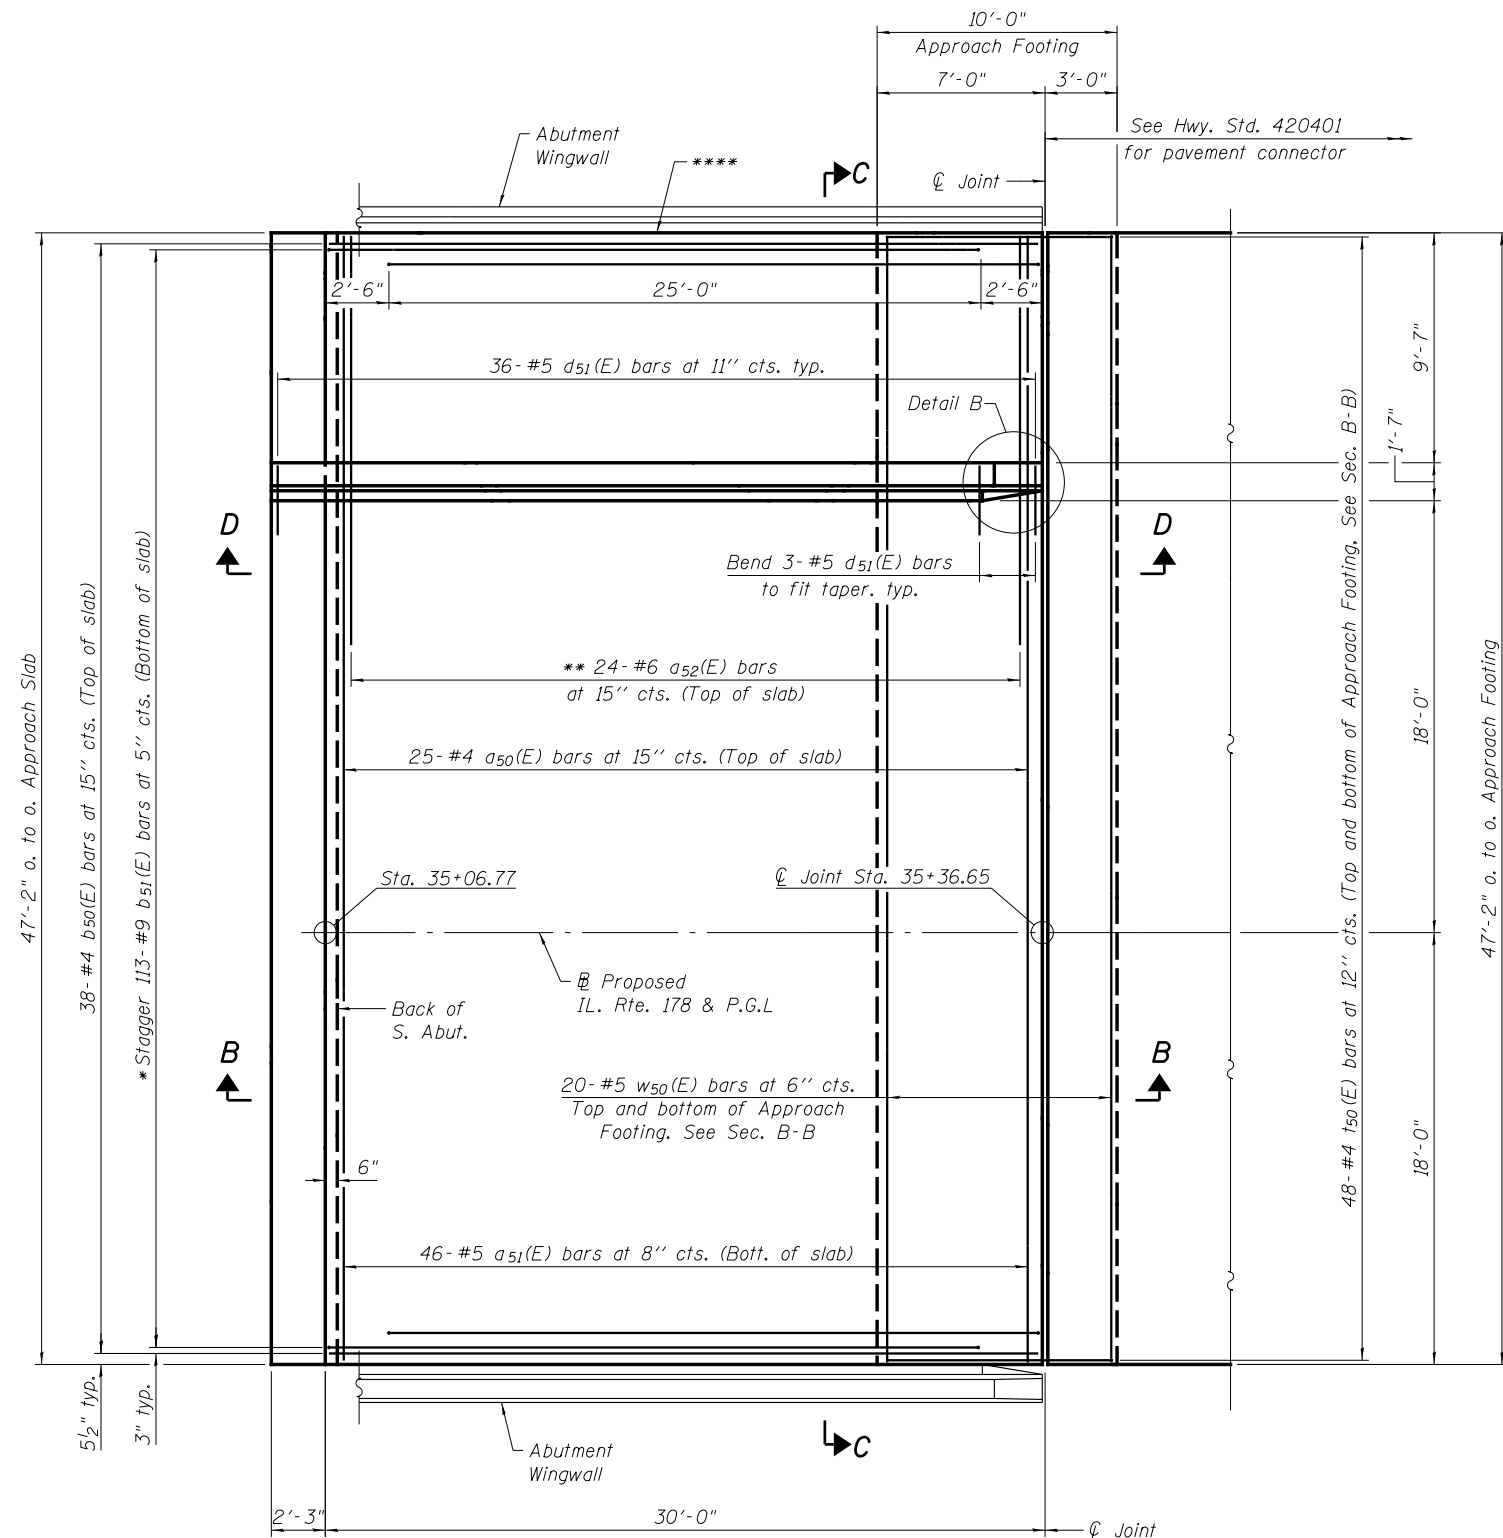 10'-0"
Approach Footing
7'-0"
3'-0"
See Hwy. Std. 420401
for pavement connector
Abutment
Wingwall
****
C
℄ Joint
2'-6"
25'-0"
2'-6"
36-#5 d51(E) bars at 11'' cts. typ.
Detail B
9'-7"
1'-7"
D
D
Bend 3-#5 d51(E) bars
to fit taper. typ.
** 24-#6 a52(E) bars
at 15'' cts. (Top of slab)
25-#4 a50(E) bars at 15'' cts. (Top of slab)
18'-0"
47'-2" o. to o. Approach Slab
38-#4 b50(E) bars at 15'' cts. (Top of slab)
* Stagger 113-#9 b51(E) bars at 5'' cts. (Bottom of slab)
48-#4 t50(E) bars at 12'' cts. (Top and bottom of Approach Footing. See Sec. B-B)
47'-2" o. to o. Approach Footing
Sta. 35+06.77
℄ Joint Sta. 35+36.65
Back of
S. Abut.
BL Proposed
IL. Rte. 178 & P.G.L
B
B
20-#5 w50(E) bars at 6'' cts.
Top and bottom of Approach
Footing. See Sec. B-B
18'-0"
6"
46-#5 a51(E) bars at 8'' cts. (Bott. of slab)
5½" typ.
3" typ.
C
Abutment
Wingwall
2'-3"
30'-0"
℄ Joint